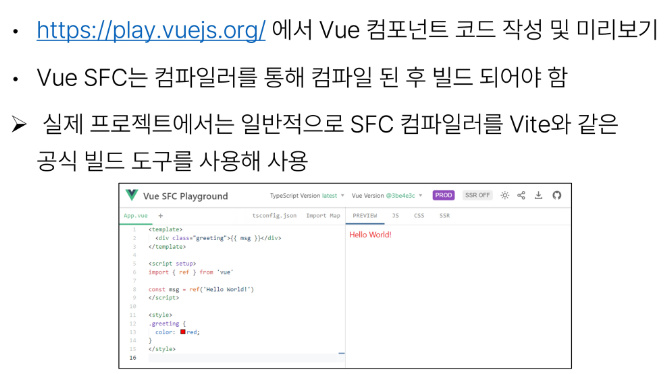 • https://play.vuejs.org/ 에서 Vue 컴포넌트 코드 작성 및 미리보기
• Vue SFC는 컴파일러를 통해 컴파일 된 후 빌드 되어야 함
➢ 실제 프로젝트에서는 일반적으로 SFC 컴파일러를 Vite와 같은
공식 빌드 도구를 사용해 사용
Vue SFC Playground TypeScript Version latest Vue Version @3be4e3c PROD SSR OFF
App.vue + tsconfig.json Import Map PREVIEW JS CSS SSR
Hello World!
1 <template>
2 <div class="greeting">{{ msg }}</div>
3 </template>
4
5 <script setup>
6 import { ref } from 'vue'
7
8 const msg = ref('Hello World!')
9 </script>
10
11 <style>
12 .greeting {
13 color: red;
14 }
15 </style>
16